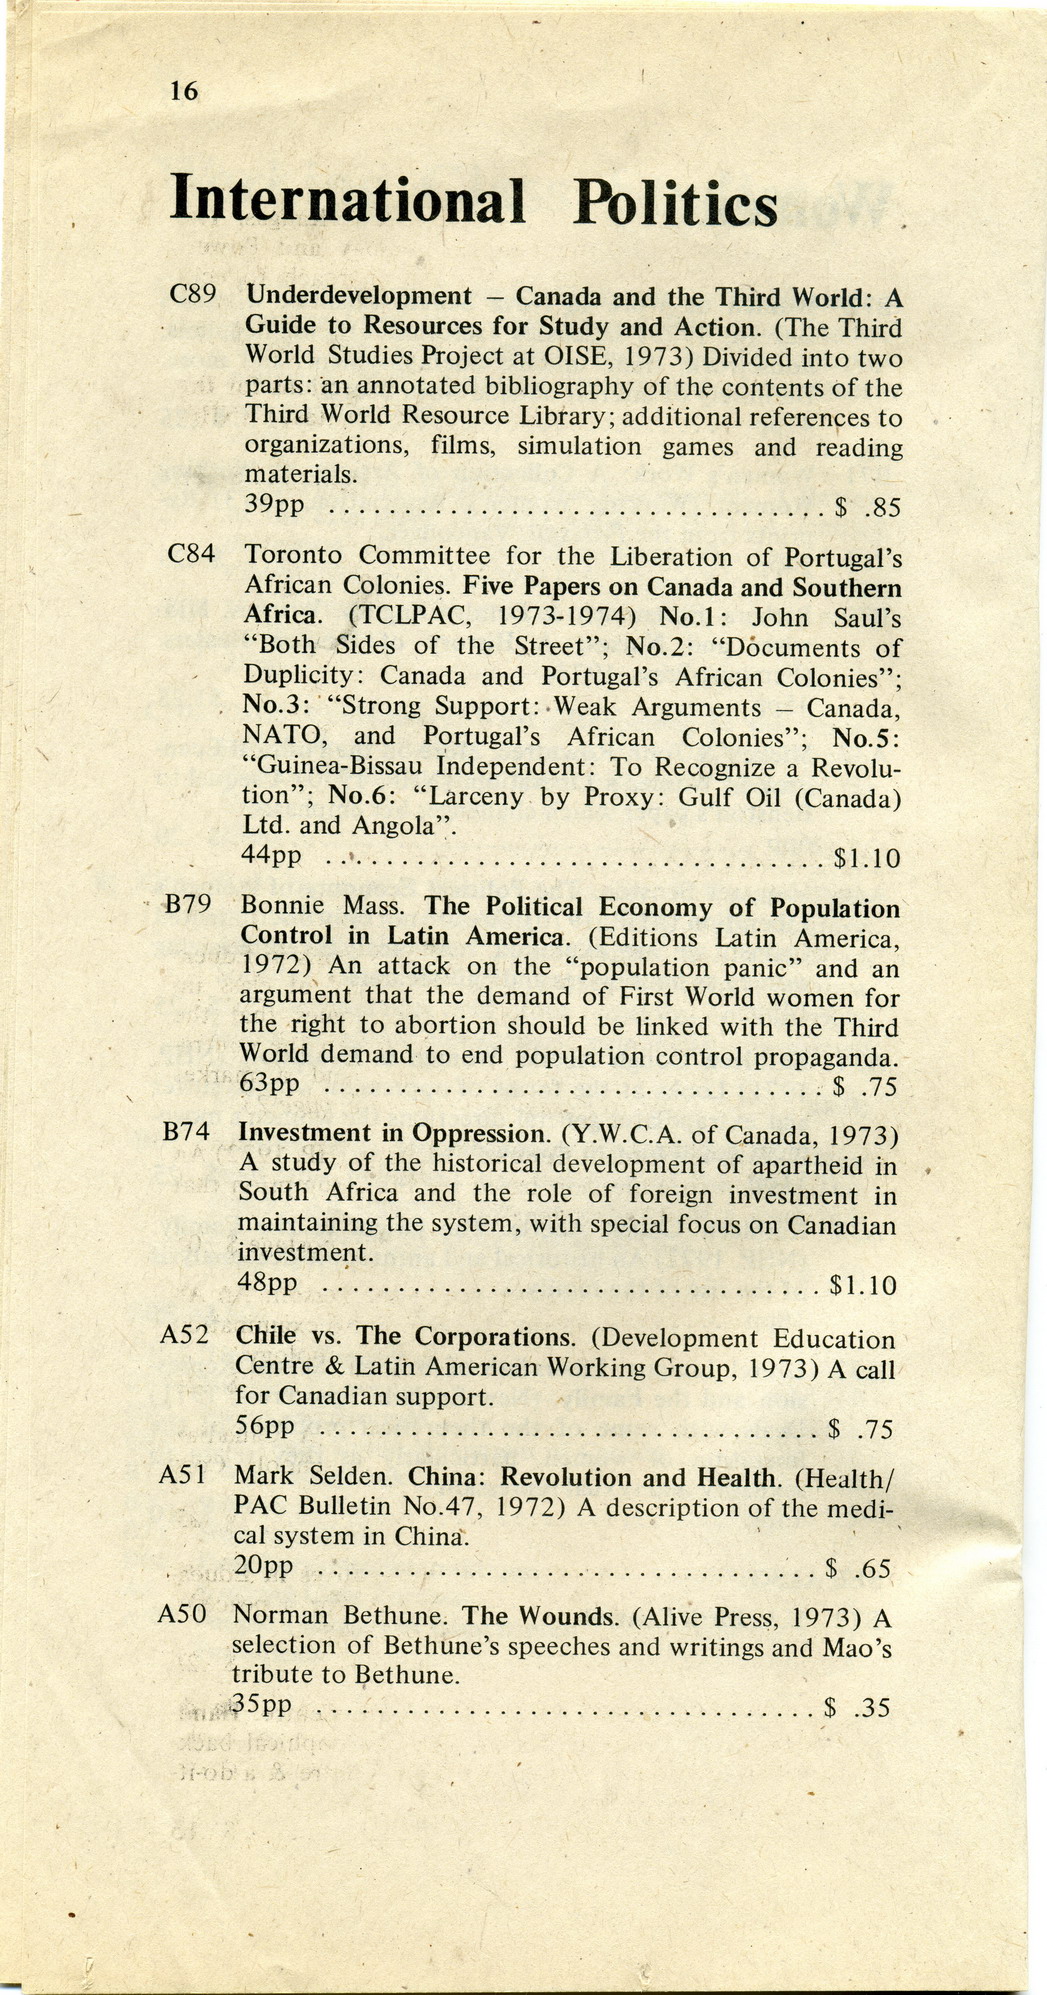 16
International Politics
C89 Underdevelopment — Canada and the Third World: A
Guide to Resources for Study and Action. (The Third
World Studies Project at OISE, 1973) Divided into two
parts: an annotated bibliography of the contents of the
Third World Resource Library; additional references to
organizations, films, simulation games and reading
materials.
39pp ................................. $ .85
C84 Toronto Committee for the Liberation of Portugal's
African Colonies. Five Papers on Canada and Southern
Africa. (TCLPAC, 1973-1974) No.1: John Saul's
“Both Sides of the Street”; No.2: “Documents of
Duplicity: Canada and Portugal's African Colonies”;
No.3: “Strong Support: Weak Arguments — Canada,
NATO, and Portugal's African Colonies”; No.5:
“Guinea-Bissau Independent: To Recognize a Revolu-
tion”; No.6: “Larceny by Proxy: Gulf Oil (Canada)
Ltd. and Angola”.
44pp ................................. $1.10
B79 Bonnie Mass. The Political Economy of Population
Control in Latin America. (Editions Latin America,
1972) An attack on the “population panic” and an
argument that the demand of First World women for
the right to abortion should be linked with the Third
World demand to end population control propaganda.
63pp ................................. $ .75
B74 Investment in Oppression. (Y.W.C.A. of Canada, 1973)
A study of the historical development of apartheid in
South Africa and the role of foreign investment in
maintaining the system, with special focus on Canadian
investment.
48pp ................................. $1.10
A52 Chile vs. The Corporations. (Development Education
Centre & Latin American Working Group, 1973) A call
for Canadian support.
56pp ................................. $ .75
A51 Mark Selden. China: Revolution and Health. (Health/
PAC Bulletin No.47, 1972) A description of the medi-
cal system in China.
20pp ................................. $ .65
A50 Norman Bethune. The Wounds. (Alive Press, 1973) A
selection of Bethune's speeches and writings and Mao's
tribute to Bethune.
35pp ................................. $ .35